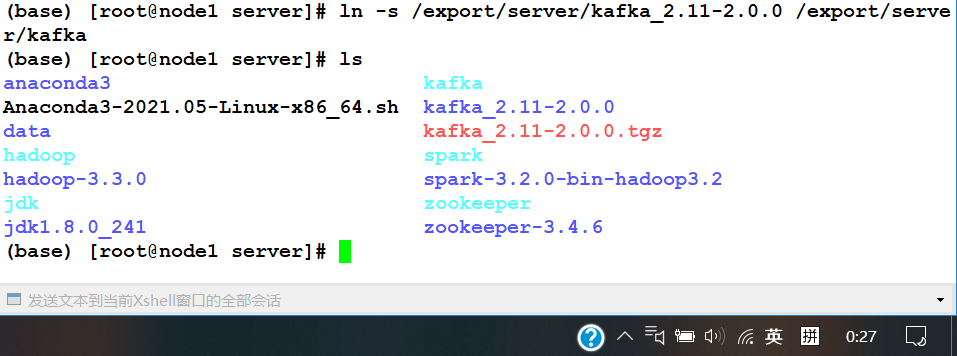 (base) [root@node1 server]# ln -s /export/server/kafka_2.11-2.0.0 /export/serve
r/kafka
(base) [root@node1 server]# ls
anaconda3 kafka
Anaconda3-2021.05-Linux-x86_64.sh kafka_2.11-2.0.0
data kafka_2.11-2.0.0.tgz
hadoop spark
hadoop-3.3.0 spark-3.2.0-bin-hadoop3.2
jdk zookeeper
jdk1.8.0_241 zookeeper-3.4.6
(base) [root@node1 server]#
发送文本到当前Xshell窗口的全部会话
? 英 拼 0:27